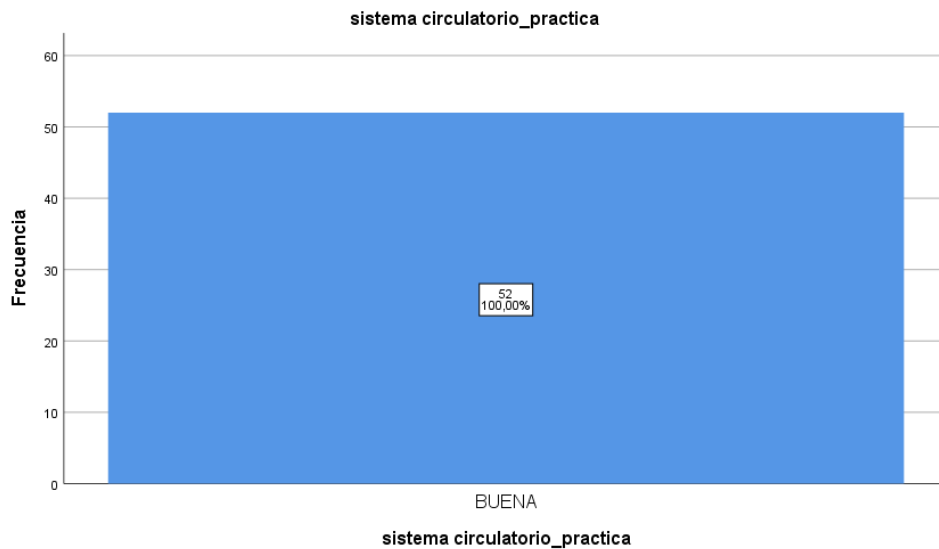 sistema circulatorio_practica
60
50
40
30
20
10
0
Frecuencia
52
100,00%
BUENA
sistema circulatorio_practica